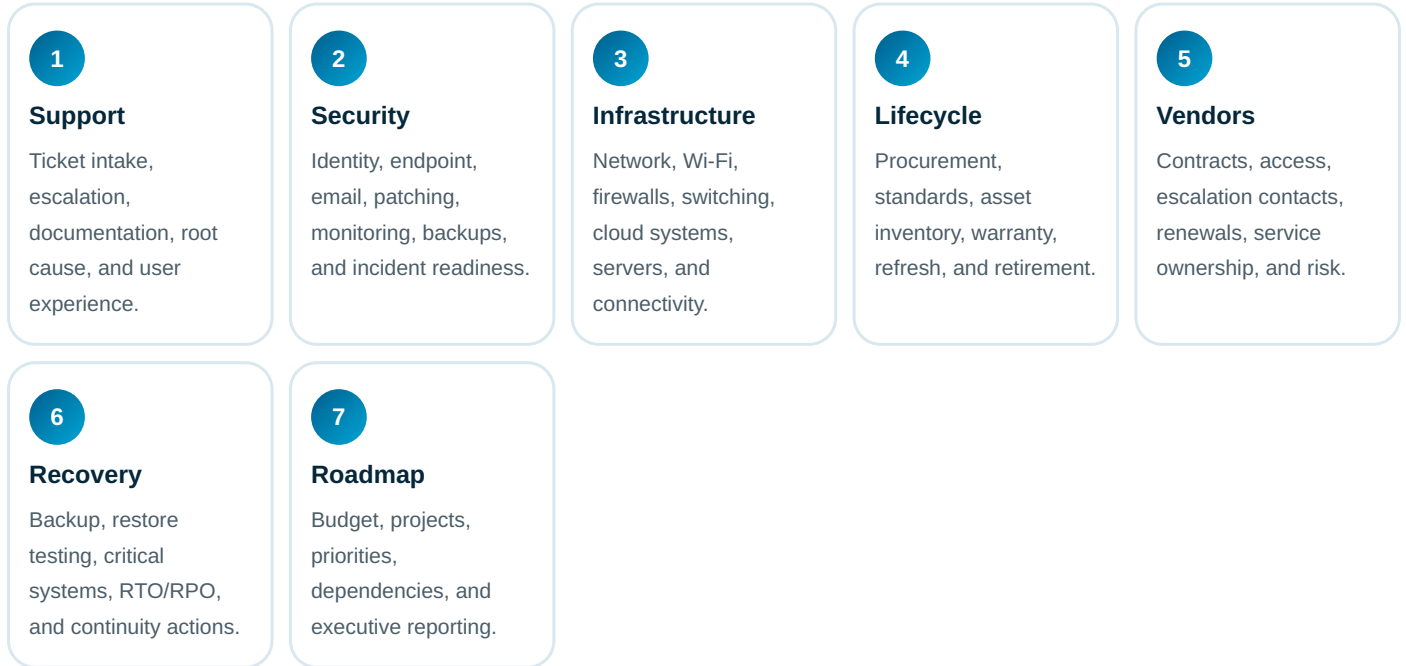 1
Support
Ticket intake,
escalation,
documentation, root
cause, and user
experience.
2
Security
Identity, endpoint,
email, patching,
monitoring, backups,
and incident readiness.
3
Infrastructure
Network, Wi-Fi,
firewalls, switching,
cloud systems,
servers, and
connectivity.
4
Lifecycle
Procurement,
standards, asset
inventory, warranty,
refresh, and retirement.
5
Vendors
Contracts, access,
escalation contacts,
renewals, service
ownership, and risk.
6
Recovery
Backup, restore
testing, critical
systems, RTO/RPO,
and continuity actions.
7
Roadmap
Budget, projects,
priorities,
dependencies, and
executive reporting.